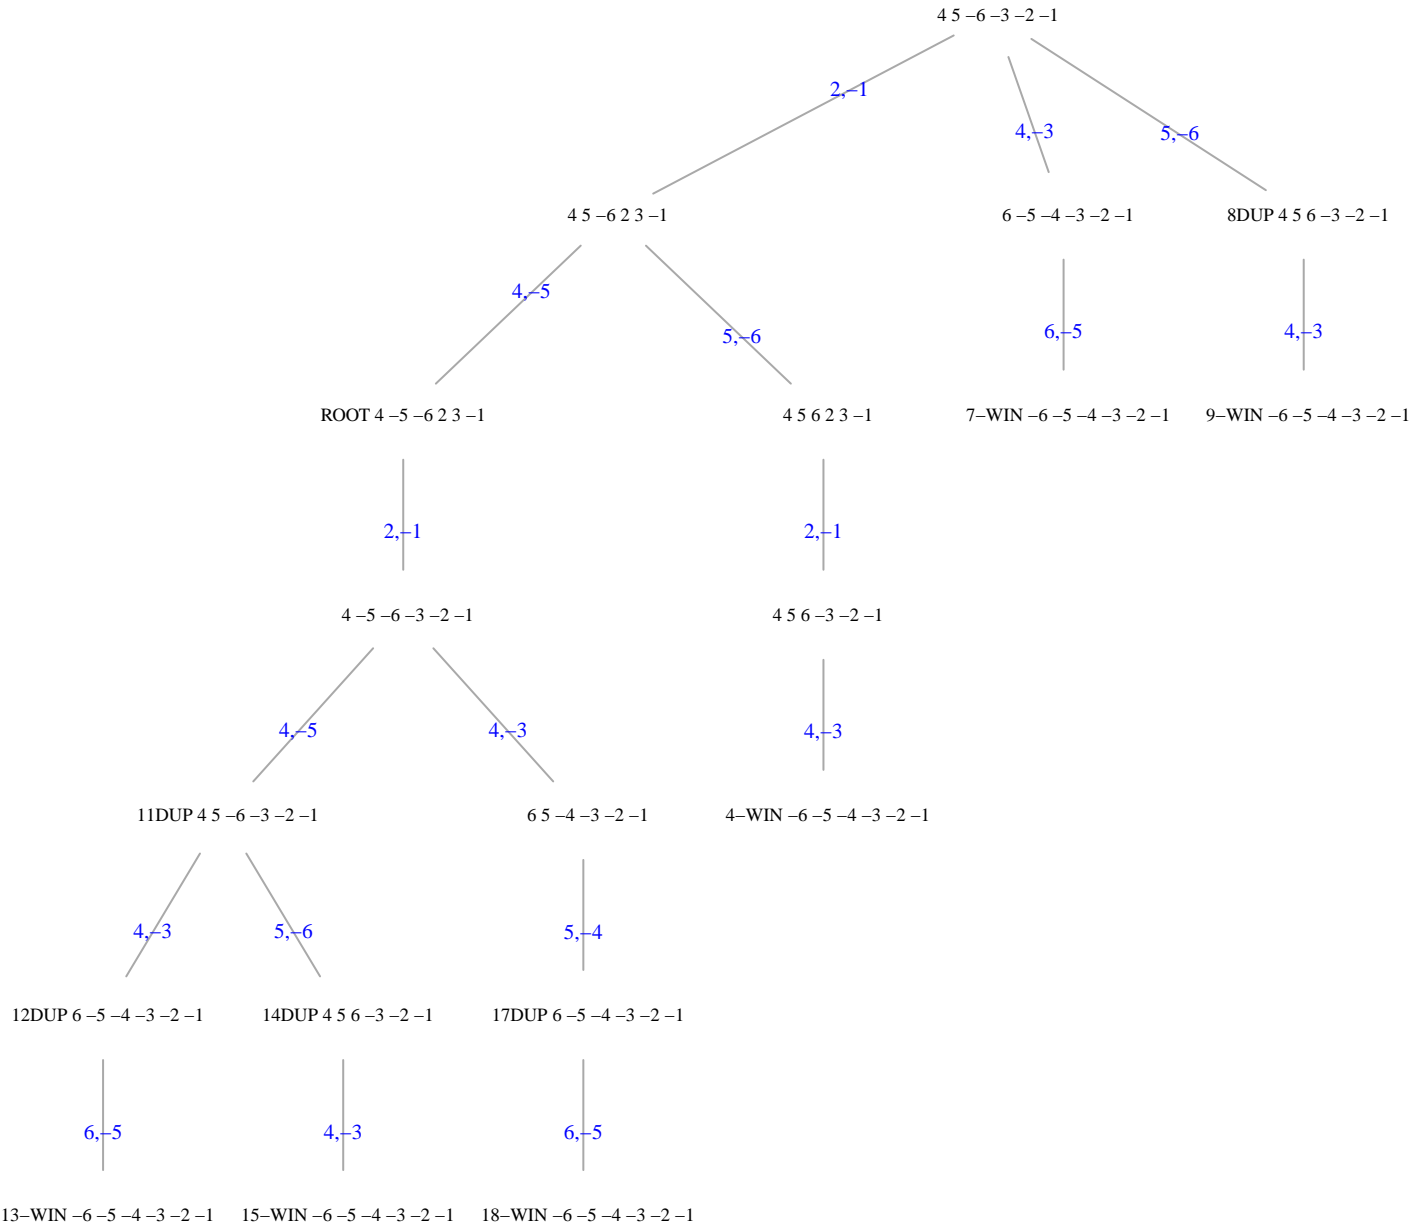 4 5 –6 –3 –2 –1
2,–1
4,–3
5,–6
4 5 –6 2 3 –1
6 –5 –4 –3 –2 –1
8DUP 4 5 6 –3 –2 –1
4,–5
5,–6
6,–5
4,–3
ROOT 4 –5 –6 2 3 –1
4 5 6 2 3 –1
7–WIN –6 –5 –4 –3 –2 –1
9–WIN –6 –5 –4 –3 –2 –1
2,–1
2,–1
4 –5 –6 –3 –2 –1
4 5 6 –3 –2 –1
4,–5
4,–3
4,–3
11DUP 4 5 –6 –3 –2 –1
6 5 –4 –3 –2 –1
4–WIN –6 –5 –4 –3 –2 –1
4,–3
5,–6
5,–4
12DUP 6 –5 –4 –3 –2 –1
14DUP 4 5 6 –3 –2 –1
17DUP 6 –5 –4 –3 –2 –1
6,–5
4,–3
6,–5
13–WIN –6 –5 –4 –3 –2 –1
15–WIN –6 –5 –4 –3 –2 –1
18–WIN –6 –5 –4 –3 –2 –1